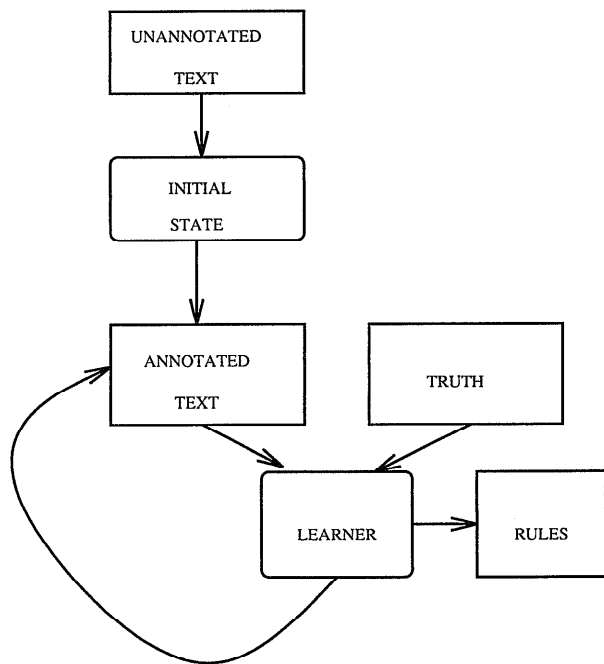 UNANNOTATED
TEXT
INITIAL
STATE
ANNOTATED
TEXT
TRUTH
LEARNER
RULES